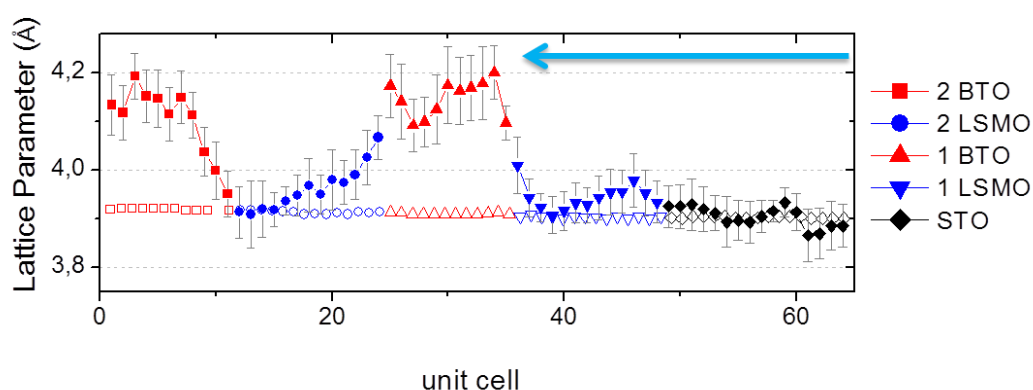 Lattice Parameter (Å)
4,2
4,0
3,8
0
20
40
60
unit cell
2 BTO
2 LSMO
1 BTO
1 LSMO
STO